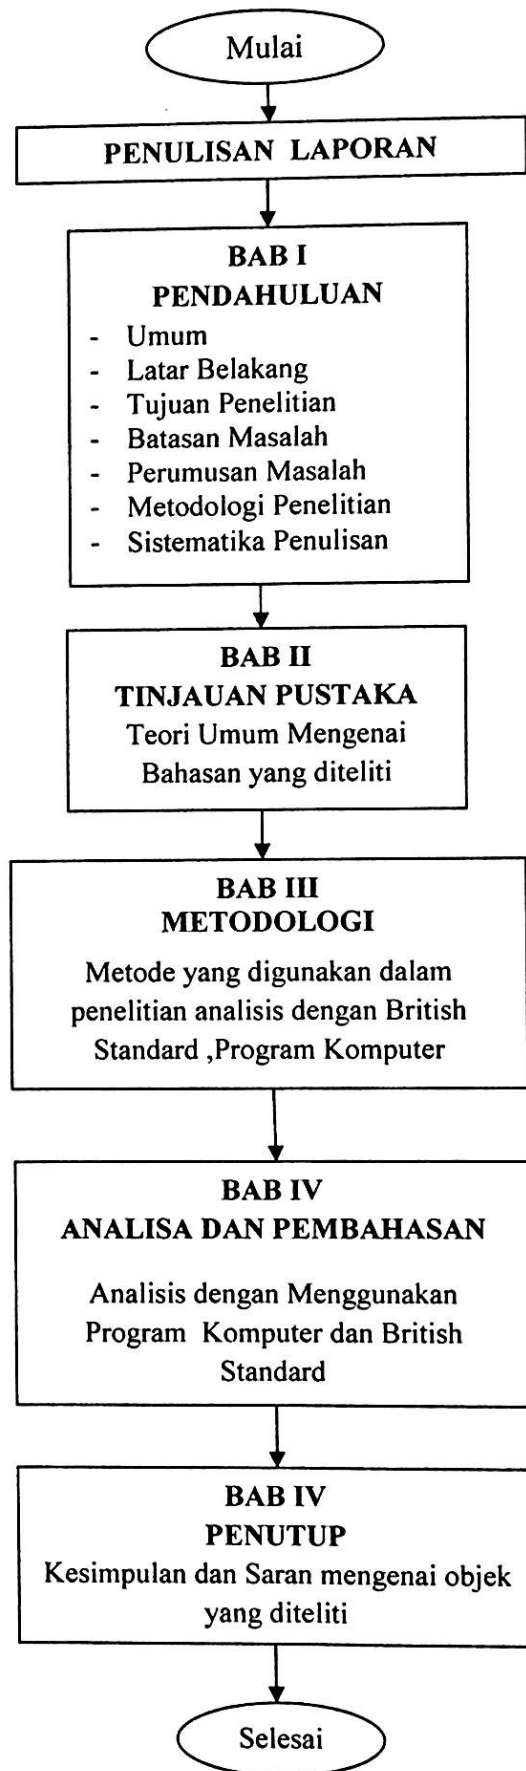 Mulai
PENULISAN LAPORAN
BAB I
PENDAHULUAN
- Umum
- Latar Belakang
- Tujuan Penelitian
- Batasan Masalah
- Perumusan Masalah
- Metodologi Penelitian
- Sistematika Penulisan
BAB II
TINJAUAN PUSTAKA
Teori Umum Mengenai
Bahasan yang diteliti
BAB III
METODOLOGI
Metode yang digunakan dalam
penelitian analisis dengan British
Standard ,Program Komputer
BAB IV
ANALISA DAN PEMBAHASAN
Analisis dengan Menggunakan
Program Komputer dan British
Standard
BAB IV
PENUTUP
Kesimpulan dan Saran mengenai objek
yang diteliti
Selesai